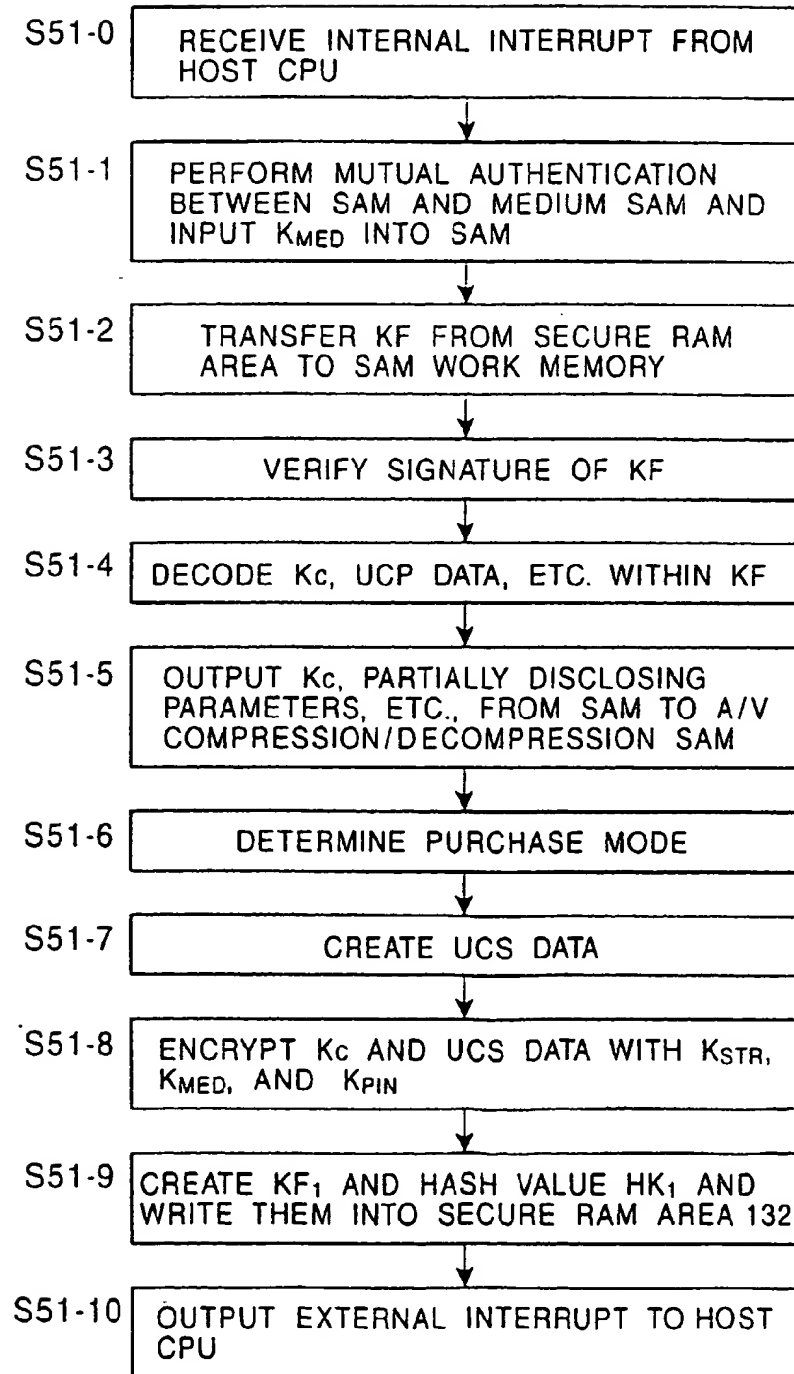 S51-0
RECEIVE INTERNAL INTERRUPT FROM
HOST CPU
S51-1
PERFORM MUTUAL AUTHENTICATION
BETWEEN SAM AND MEDIUM SAM AND
INPUT KMED INTO SAM
S51-2
TRANSFER KF FROM SECURE RAM
AREA TO SAM WORK MEMORY
S51-3
VERIFY SIGNATURE OF KF
S51-4
DECODE Kc, UCP DATA, ETC. WITHIN KF
S51-5
OUTPUT Kc, PARTIALLY DISCLOSING
PARAMETERS, ETC., FROM SAM TO A/V
COMPRESSION/DECOMPRESSION SAM
S51-6
DETERMINE PURCHASE MODE
S51-7
CREATE UCS DATA
S51-8
ENCRYPT Kc AND UCS DATA WITH KSTR,
KMED, AND KPIN
S51-9
CREATE KF1 AND HASH VALUE HK1 AND
WRITE THEM INTO SECURE RAM AREA 132
S51-10
OUTPUT EXTERNAL INTERRUPT TO HOST
CPU